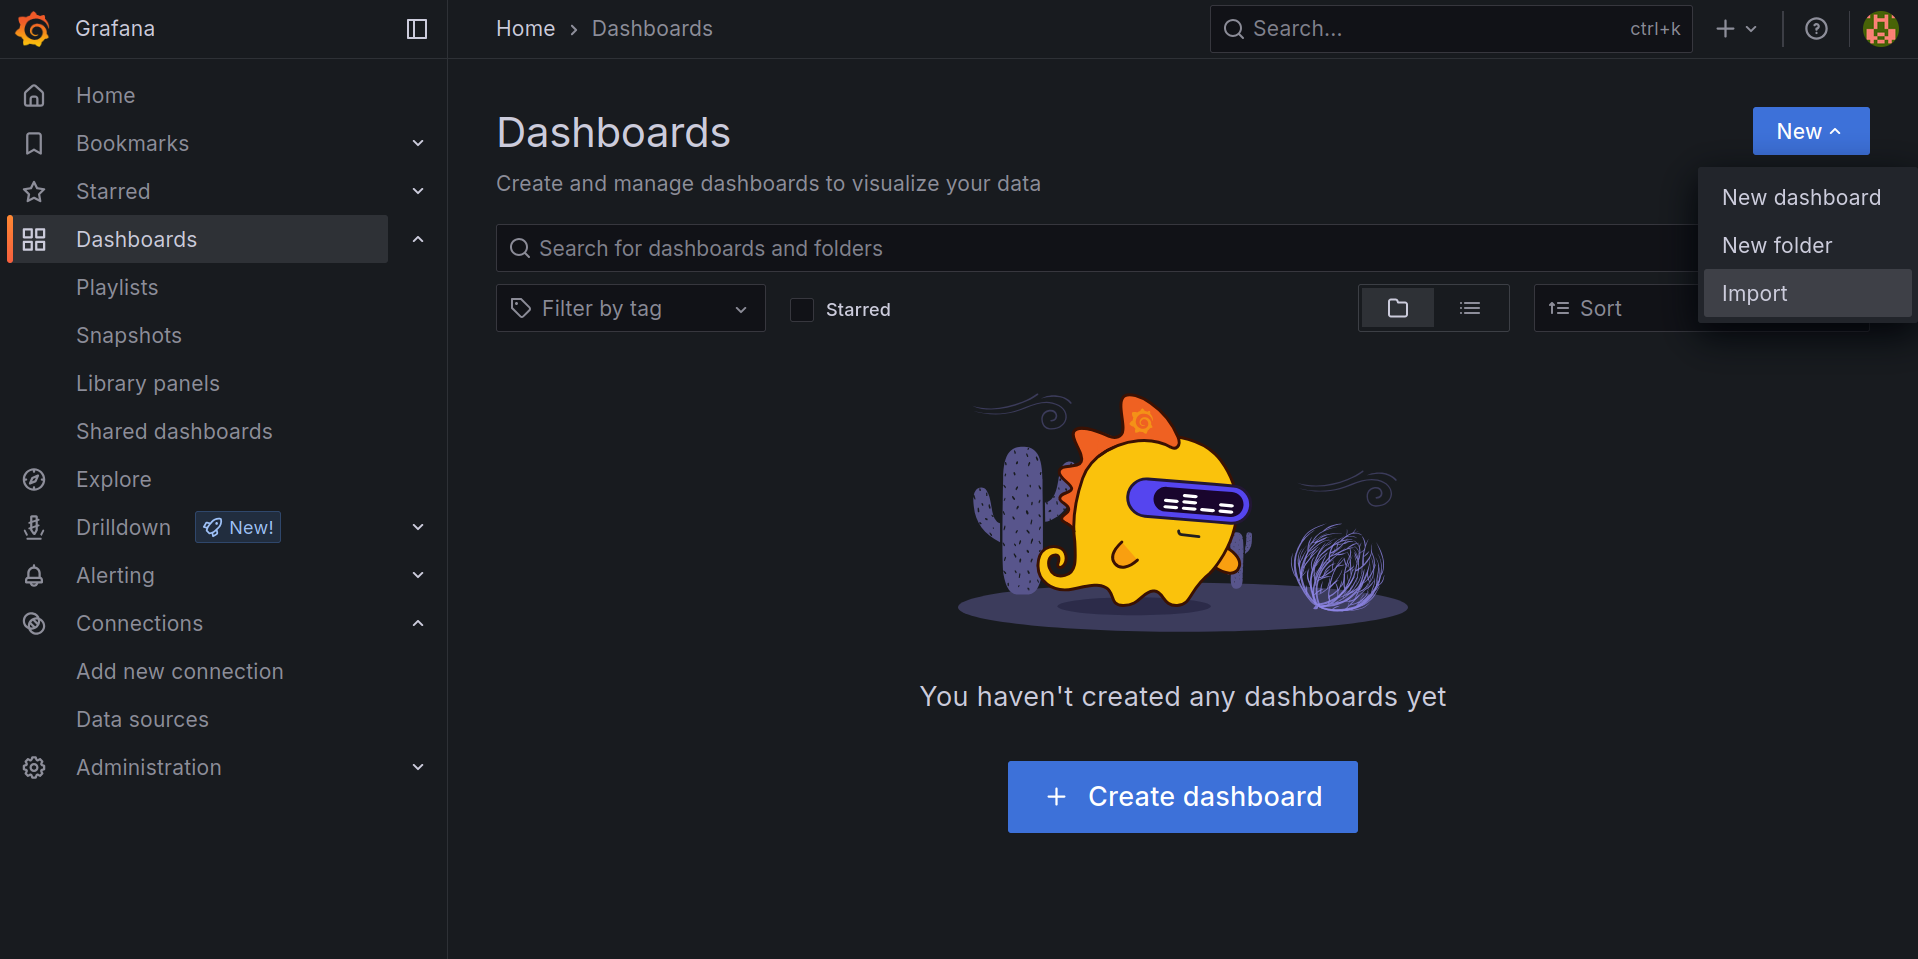 Grafana
Home › Dashboards
Search...
ctrl+k
Home
Bookmarks
Starred
Dashboards
Playlists
Snapshots
Library panels
Shared dashboards
Explore
Drilldown
New!
Alerting
Connections
Add new connection
Data sources
Administration
Dashboards
Create and manage dashboards to visualize your data
New
New dashboard
New folder
Import
Search for dashboards and folders
Filter by tag
Starred
Sort
You haven't created any dashboards yet
Create dashboard